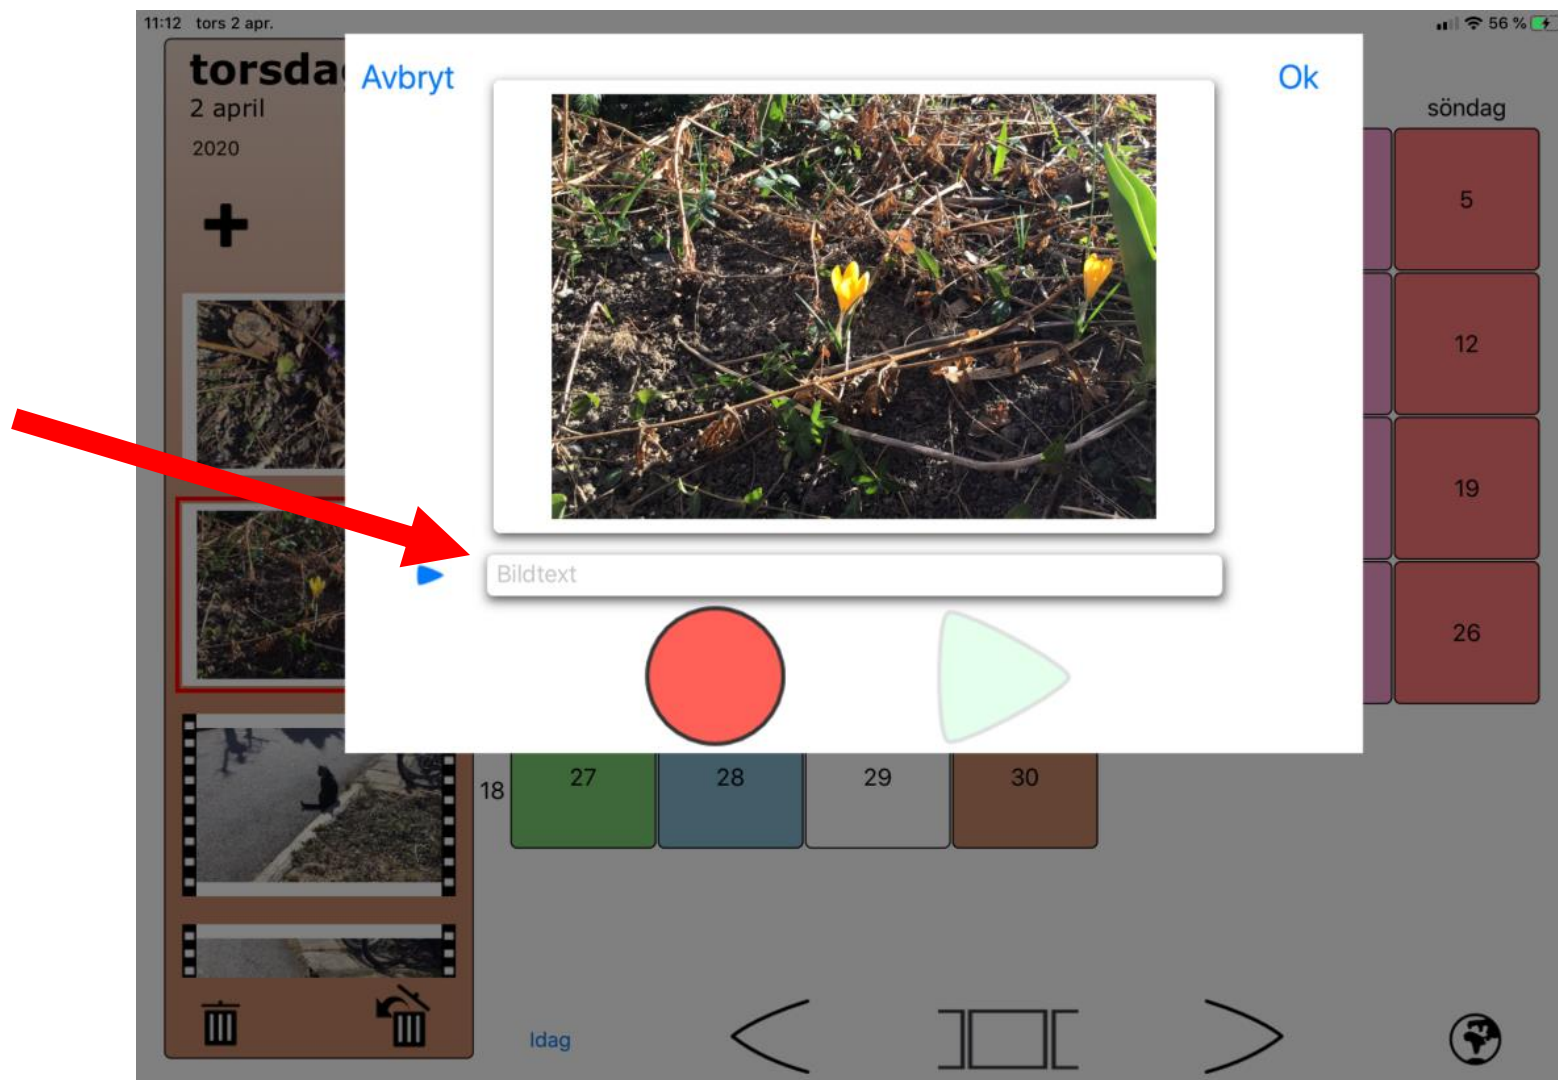 11:12 tors 2 apr.
56 %
torsda
2 april
2020
Avbryt
Ok
söndag
5
12
19
26
Bildtext
18
27
28
29
30
Idag